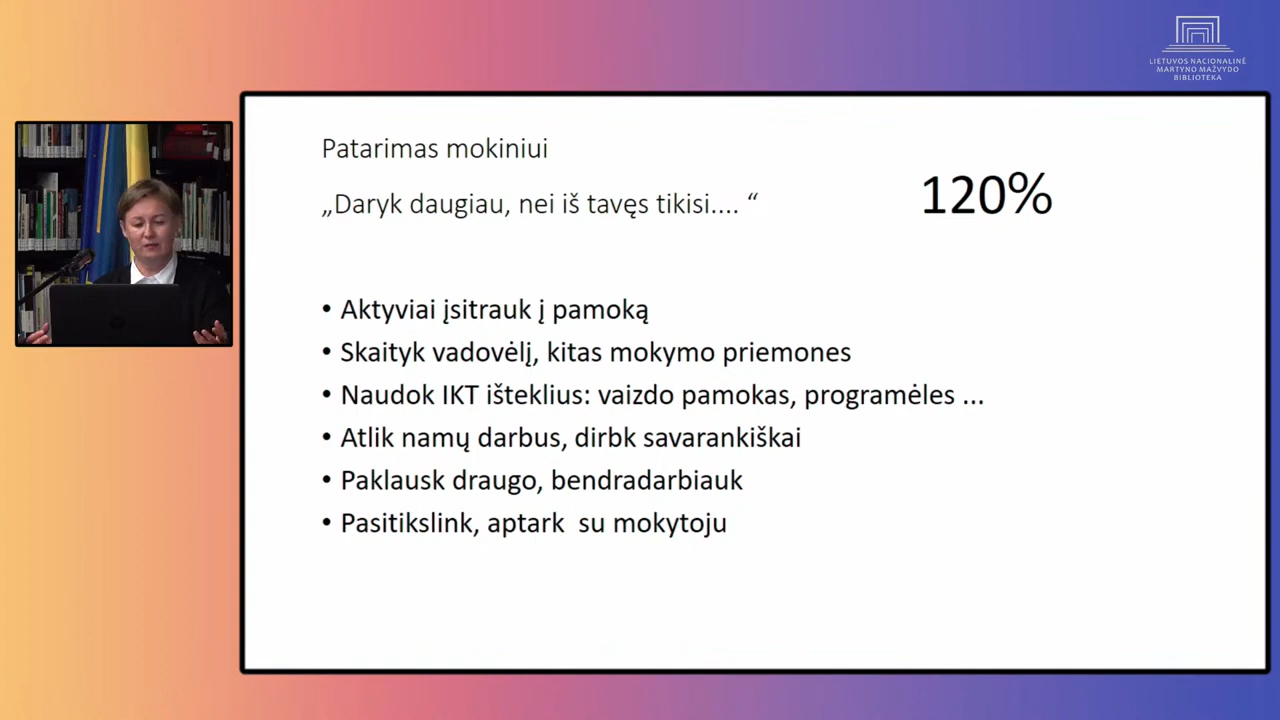 LIETUVOS NACIONALINĖ
MARTYNO MAŽVYDO
BIBLIOTEKA
Patarimas mokiniui
„Daryk daugiau, nei iš tavęs tikisi.... “
120%
• Aktyviai įsitrauk į pamoką
• Skaityk vadovėlį, kitas mokymo priemones
• Naudok IKT išteklius: vaizdo pamokas, programėles ...
• Atlik namų darbus, dirbk savarankiškai
• Paklausk draugo, bendradarbiauk
• Pasitikslink, aptark  su mokytoju